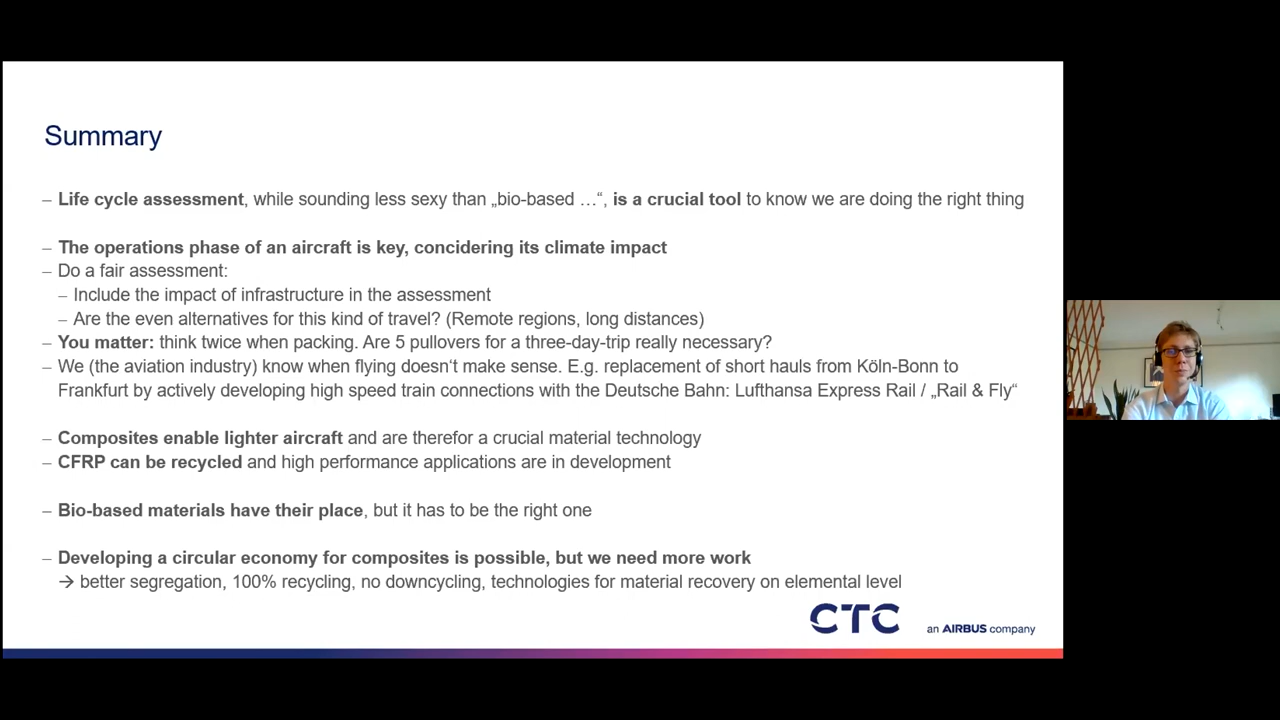 Summary
– Life cycle assessment, while sounding less sexy than „bio-based …“, is a crucial tool to know we are doing the right thing
– The operations phase of an aircraft is key, concidering its climate impact
– Do a fair assessment:
– Include the impact of infrastructure in the assessment
– Are the even alternatives for this kind of travel? (Remote regions, long distances)
– You matter: think twice when packing. Are 5 pullovers for a three-day-trip really necessary?
– We (the aviation industry) know when flying doesn‘t make sense. E.g. replacement of short hauls from Köln-Bonn to
Frankfurt by actively developing high speed train connections with the Deutsche Bahn: Lufthansa Express Rail / „Rail & Fly“
– Composites enable lighter aircraft and are therefor a crucial material technology
– CFRP can be recycled and high performance applications are in development
– Bio-based materials have their place, but it has to be the right one
– Developing a circular economy for composites is possible, but we need more work
→ better segregation, 100% recycling, no downcycling, technologies for material recovery on elemental level
CTC an AIRBUS company